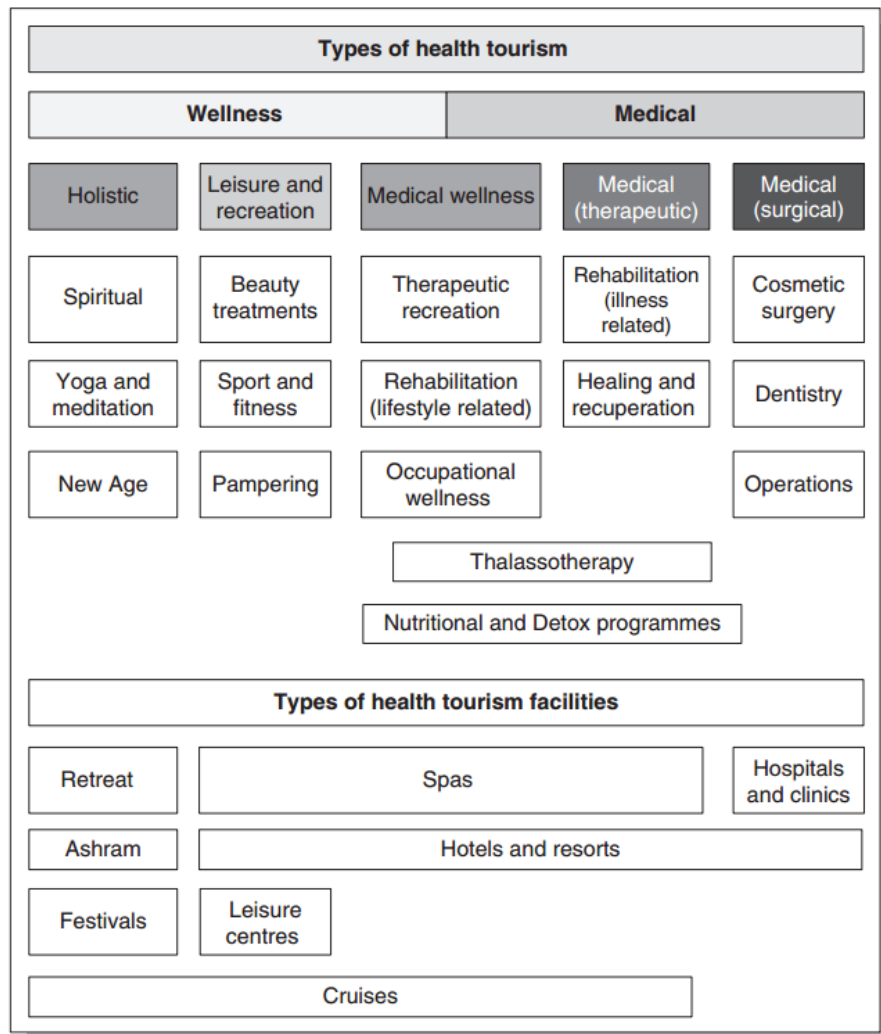 Types of health tourism
Wellness
Medical
Holistic
Leisure and
recreation
Medical wellness
Medical
(therapeutic)
Medical
(surgical)
Spiritual
Beauty
treatments
Therapeutic
recreation
Rehabilitation
(illness
related)
Cosmetic
surgery
Yoga and
meditation
Sport and
fitness
Rehabilitation
(lifestyle related)
Healing and
recuperation
Dentistry
New Age
Pampering
Occupational
wellness
Operations
Thalassotherapy
Nutritional and Detox programmes
Types of health tourism facilities
Retreat
Spas
Hospitals
and clinics
Ashram
Hotels and resorts
Festivals
Leisure
centres
Cruises